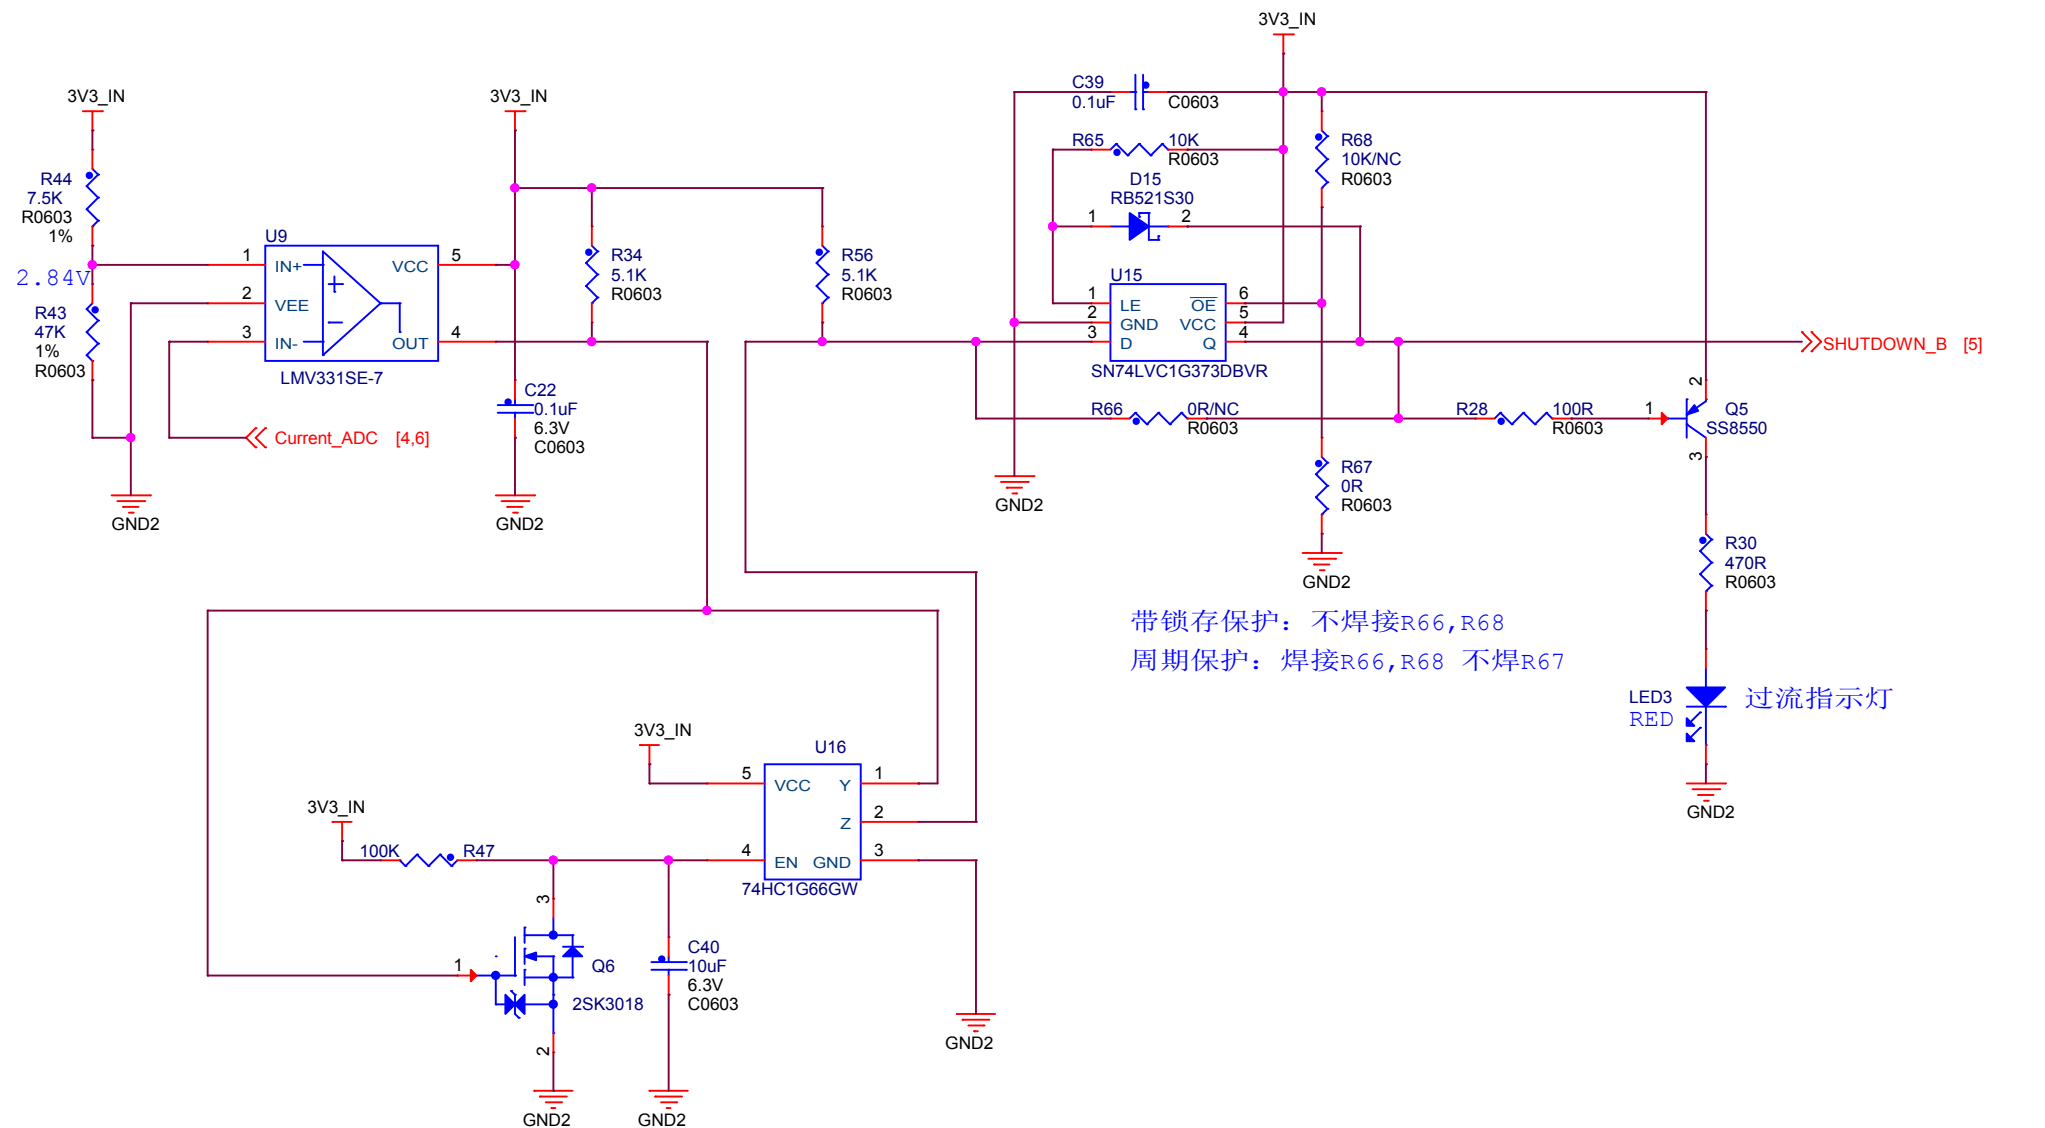 3V3_IN
R44
7.5K
R0603
1%
2.84V
R43
47K
1%
R0603
U9
1
IN+
2
VEE
3
IN-
VCC
5
OUT
4
LMV331SE-7
Current_ADC [4,6]
GND2
3V3_IN
R34
5.1K
R0603
R56
5.1K
R0603
C22
0.1uF
6.3V
C0603
GND2
3V3_IN
C39
0.1uF
C0603
R65
10K
R0603
R68
10K/NC
R0603
D15
RB521S30
1
2
U15
1
LE
OE
6
2
GND
VCC
5
3
D
Q
4
SN74LVC1G373DBVR
SHUTDOWN_B [5]
R66
0R/NC
R0603
R28
100R
R0603
1
2
3
Q5
SS8550
GND2
R67
0R
R0603
GND2
R30
470R
R0603
带锁存保护：不焊接R66,R68
周期保护：焊接R66,R68 不焊R67
LED3
RED
过流指示灯
GND2
3V3_IN
U16
5
VCC
Y
1
Z
2
4
EN
GND
3
74HC1G66GW
3V3_IN
100K
R47
3
1
Q6
2SK3018
2
C40
10uF
6.3V
C0603
GND2
GND2
GND2